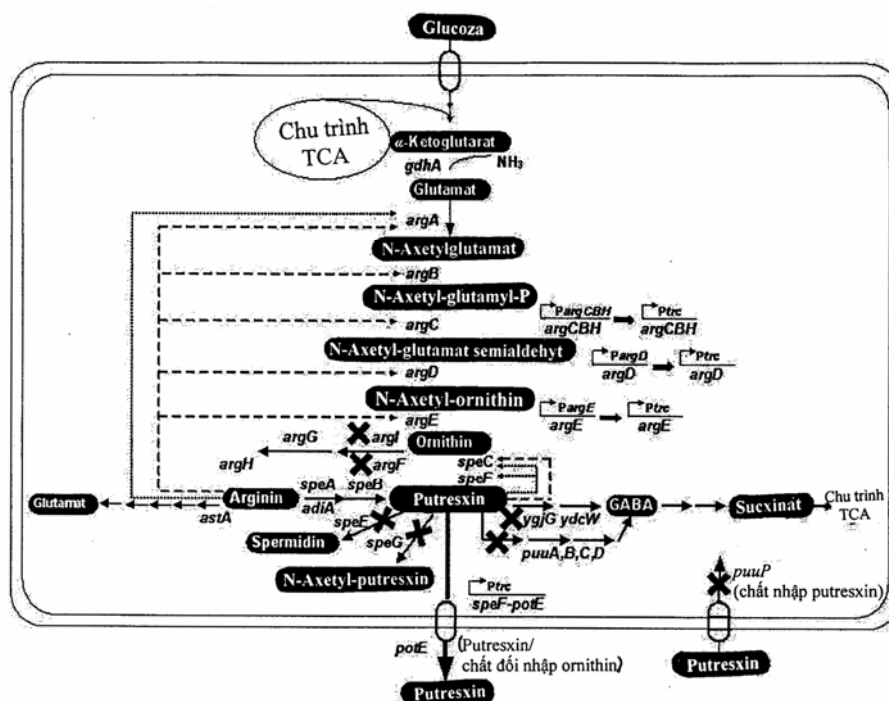 Glucoza
Chu trình
TCA
α-Ketoglutarat
gdhA
NH3
Glutamat
argA
N-Axetylglutamat
argB
N-Axetyl-glutamyl-P
PargCBH
argCBH
Ptrc
argCBH
argC
N-Axetyl-glutamat semialdehyt
PargD
argD
Ptrc
argD
argD
N-Axetyl-ornithin
PargE
argE
Ptrc
argE
argE
Ornithin
argG
argI
argH
argF
speC
speF
speA
speB
Arginin
Putresxin
adiA
Glutamat
astA
ygjG
ydcW
GABA
Sucxinat
Chu trình
TCA
speE
Spermidin
speG
puuA,B,C,D
N-Axetyl-putresxin
puuP
(chất nhập putresxin)
Ptrc
speF-potE
potE
(Putresxin/
chất đối nhập ornithin)
Putresxin
Putresxin